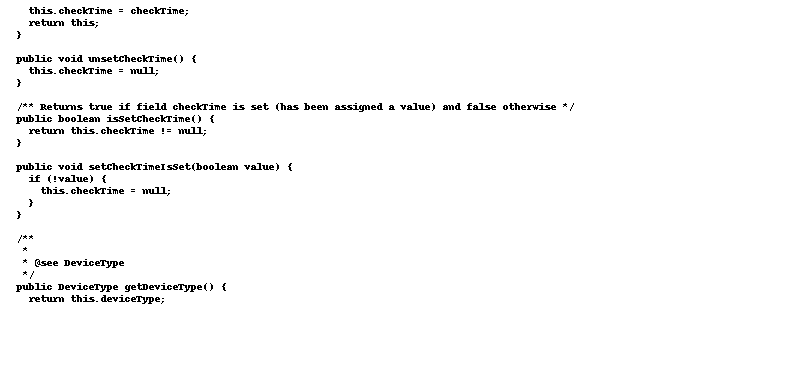 this.checkTime = checkTime;
return this;
}
public void unsetCheckTime() {
this.checkTime = null;
}
/** Returns true if field checkTime is set (has been assigned a value) and false otherwise */
public boolean isSetCheckTime() {
return this.checkTime != null;
}
public void setCheckTimeIsSet(boolean value) {
if (!value) {
this.checkTime = null;
}
}
/**
*
* @see DeviceType
*/
public DeviceType getDeviceType() {
return this.deviceType;